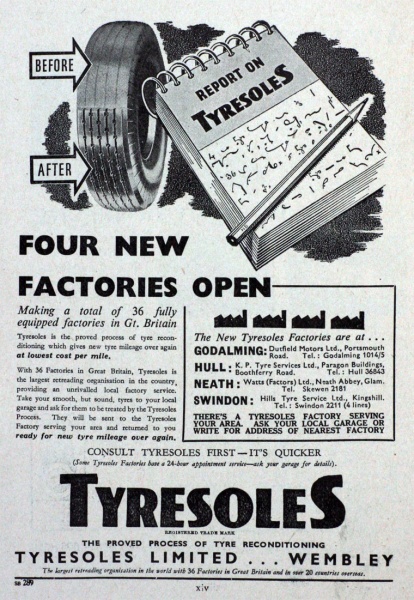 BEFORE
AFTER
REPORT ON
TYRESOLES
FOUR NEW
FACTORIES OPEN
Making a total of 36 fully
equipped factories in Gt. Britain
Tyresoles is the proved process of tyre recon-
ditioning which gives new tyre mileage over again
at lowest cost per mile.
With 36 Factories in Great Britain, Tyresoles is
the largest retreading organisation in the country,
providing an unrivalled local factory service.
Take your smooth, but sound, tyres to your local
garage and ask for them to be treated by the Tyresoles
Process. They will be sent to the Tyresoles
Factory serving your area and returned to you
ready for new tyre mileage over again.
The New Tyresoles Factories are at . . .
GODALMING: Dutfield Motors Ltd., Portsmouth
Road. Tel.: Godalming 1014/5
HULL: K. P. Tyre Services Ltd., Paragon Buildings,
Boothferry Road. Tel.: Hull 36843
NEATH: Watts (Factors) Ltd., Neath Abbey, Glam.
Tel. Skewen 2181
SWINDON: Hills Tyre Service Ltd., Kingshill.
Tel.: Swindon 2211 (4 lines)
THERE'S A TYRESOLES FACTORY SERVING
YOUR AREA. ASK YOUR LOCAL GARAGE OR
WRITE FOR ADDRESS OF NEAREST FACTORY
CONSULT TYRESOLES FIRST—IT'S QUICKER
(Some Tyresoles Factories have a 24-hour appointment service—ask your garage for details).
TYRESOLES
REGISTERED TRADE MARK
THE PROVED PROCESS OF TYRE RECONDITIONING
TYRESOLES LIMITED . . . WEMBLEY
The largest retreading organisation in the world with 36 Factories in Great Britain and in over 20 countries overseas.
289
xiv